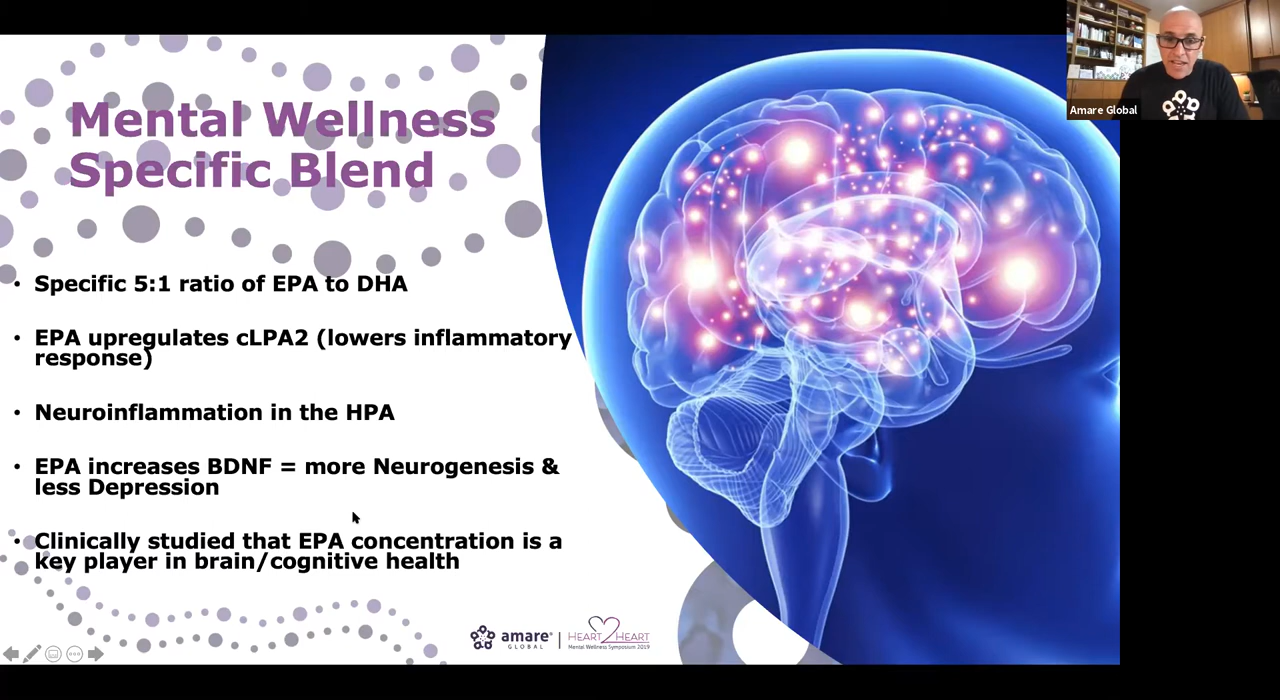 Mental Wellness
Specific Blend
• Specific 5:1 ratio of EPA to DHA
• EPA upregulates cLPA2 (lowers inflammatory
response)
• Neuroinflammation in the HPA
• EPA increases BDNF = more Neurogenesis &
less Depression
• Clinically studied that EPA concentration is a
key player in brain/cognitive health
amare®
GLOBAL
HEART2HEART
Mental Wellness Symposium 2019
Amare Global